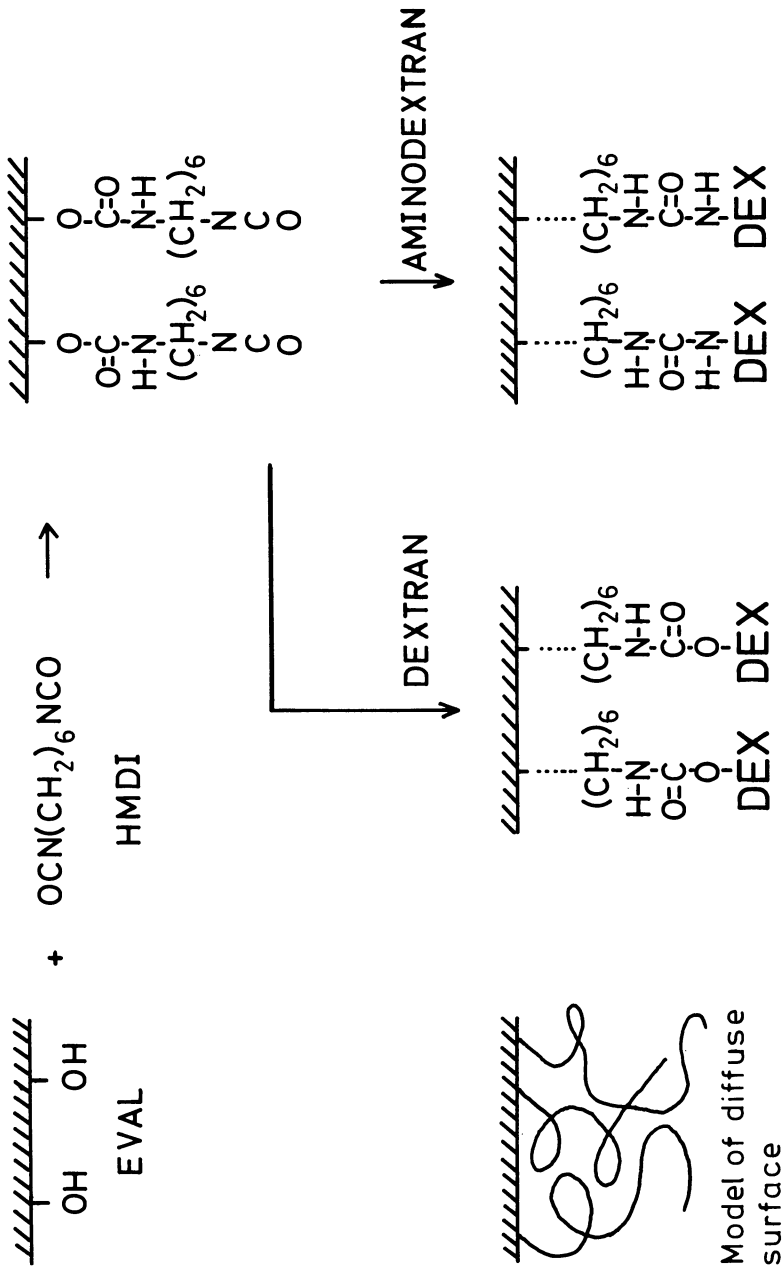 OH OH
EVAL
+ OCN(CH₂)₆NCO →
HMDI
O O
O=C C=O
H-N N-H
(CH₂)₆ (CH₂)₆
N N
C C
O O
DEXTRAN
AMINODEXTRAN
Model of diffuse
surface
(CH₂)₆ (CH₂)₆
H-N N-H
O=C C=O
O O
DEX DEX
(CH₂)₆ (CH₂)₆
H-N N-H
O=C C=O
H-N N-H
DEX DEX